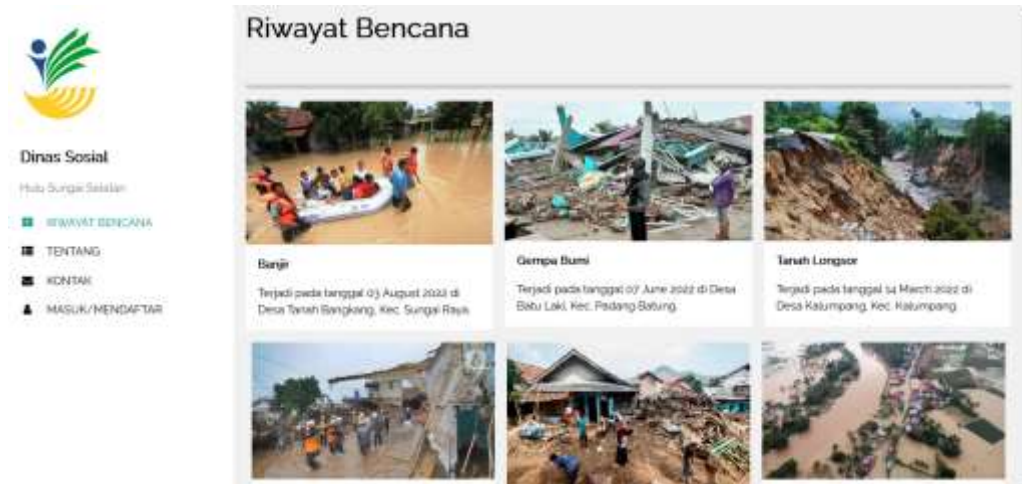 Riwayat Bencana
Dinas Sosial
Hulu Sungai Selatan
RIWAYAT BENCANA
TENTANG
KONTAK
MASUK/MENDAFTAR
Banjir
Terjadi pada tanggal 03 August 2022 di
Desa Tanah Bangkang, Kec. Sungai Raya.
Gempa Bumi
Terjadi pada tanggal 07 June 2022 di Desa
Batu Laki, Kec. Padang Batung.
Tanah Longsor
Terjadi pada tanggal 14 March 2022 di
Desa Kalumpang, Kec. Kalumpang.